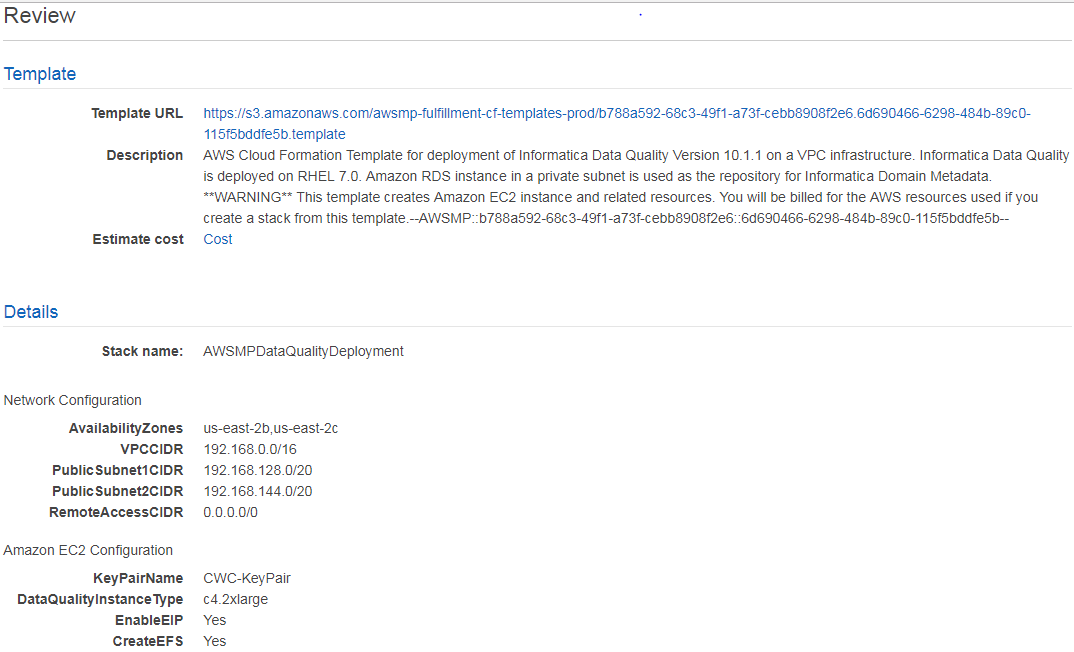 Review
Template
Template URL https://s3.amazonaws.com/awsmp-fulfillment-cf-templates-prod/b788a592-68c3-49f1-a73f-cebb8908f2e6.6d690466-6298-484b-89c0-
115f5bddfe5b.template
Description AWS Cloud Formation Template for deployment of Informatica Data Quality Version 10.1.1 on a VPC infrastructure. Informatica Data Quality
is deployed on RHEL 7.0. Amazon RDS instance in a private subnet is used as the repository for Informatica Domain Metadata.
**WARNING** This template creates Amazon EC2 instance and related resources. You will be billed for the AWS resources used if you
create a stack from this template.--AWSMP::b788a592-68c3-49f1-a73f-cebb8908f2e6::6d690466-6298-484b-89c0-115f5bddfe5b--
Estimate cost Cost
Details
Stack name: AWSMPDataQualityDeployment
Network Configuration
AvailabilityZones us-east-2b,us-east-2c
VPCCIDR 192.168.0.0/16
PublicSubnet1CIDR 192.168.128.0/20
PublicSubnet2CIDR 192.168.144.0/20
RemoteAccessCIDR 0.0.0.0/0
Amazon EC2 Configuration
KeyPairName CWC-KeyPair
DataQualityInstanceType c4.2xlarge
EnableEIP Yes
CreateEFS Yes